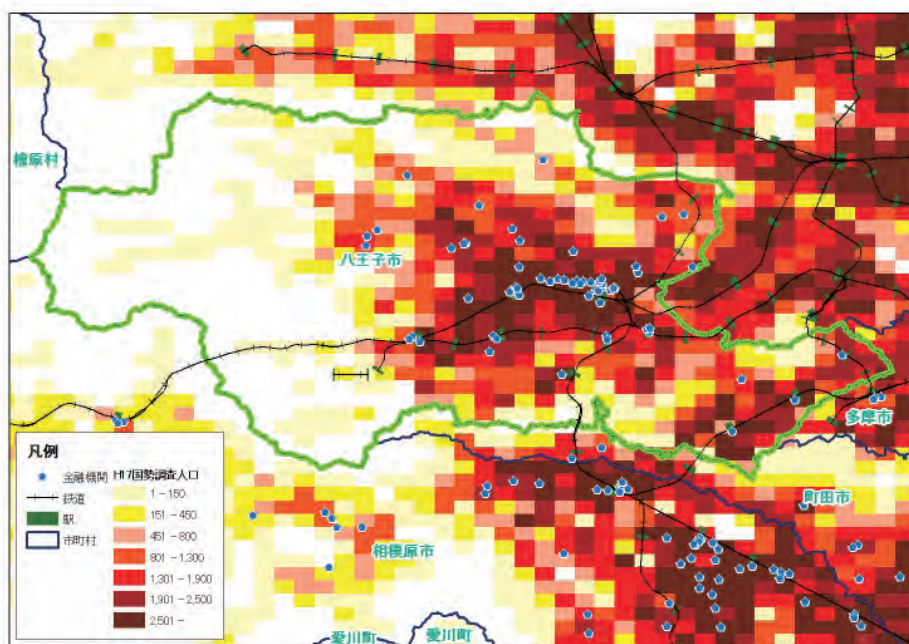 檜原村
八王子市
多摩市
町田市
相模原市
愛川町
愛川町
凡例
金融機関
鉄道
駅
市町村
H17国勢調査人口
1－150
151－450
451－800
801－1,300
1,301－1,900
1,901－2,500
2,501－